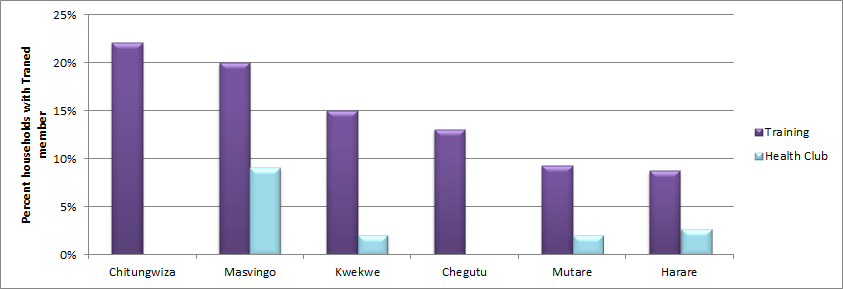 25%
20%
15%
10%
5%
0%
Percent households with Traned
member
Chitungwiza
Masvingo
Kwekwe
Chegutu
Mutare
Harare
Training
Health Club